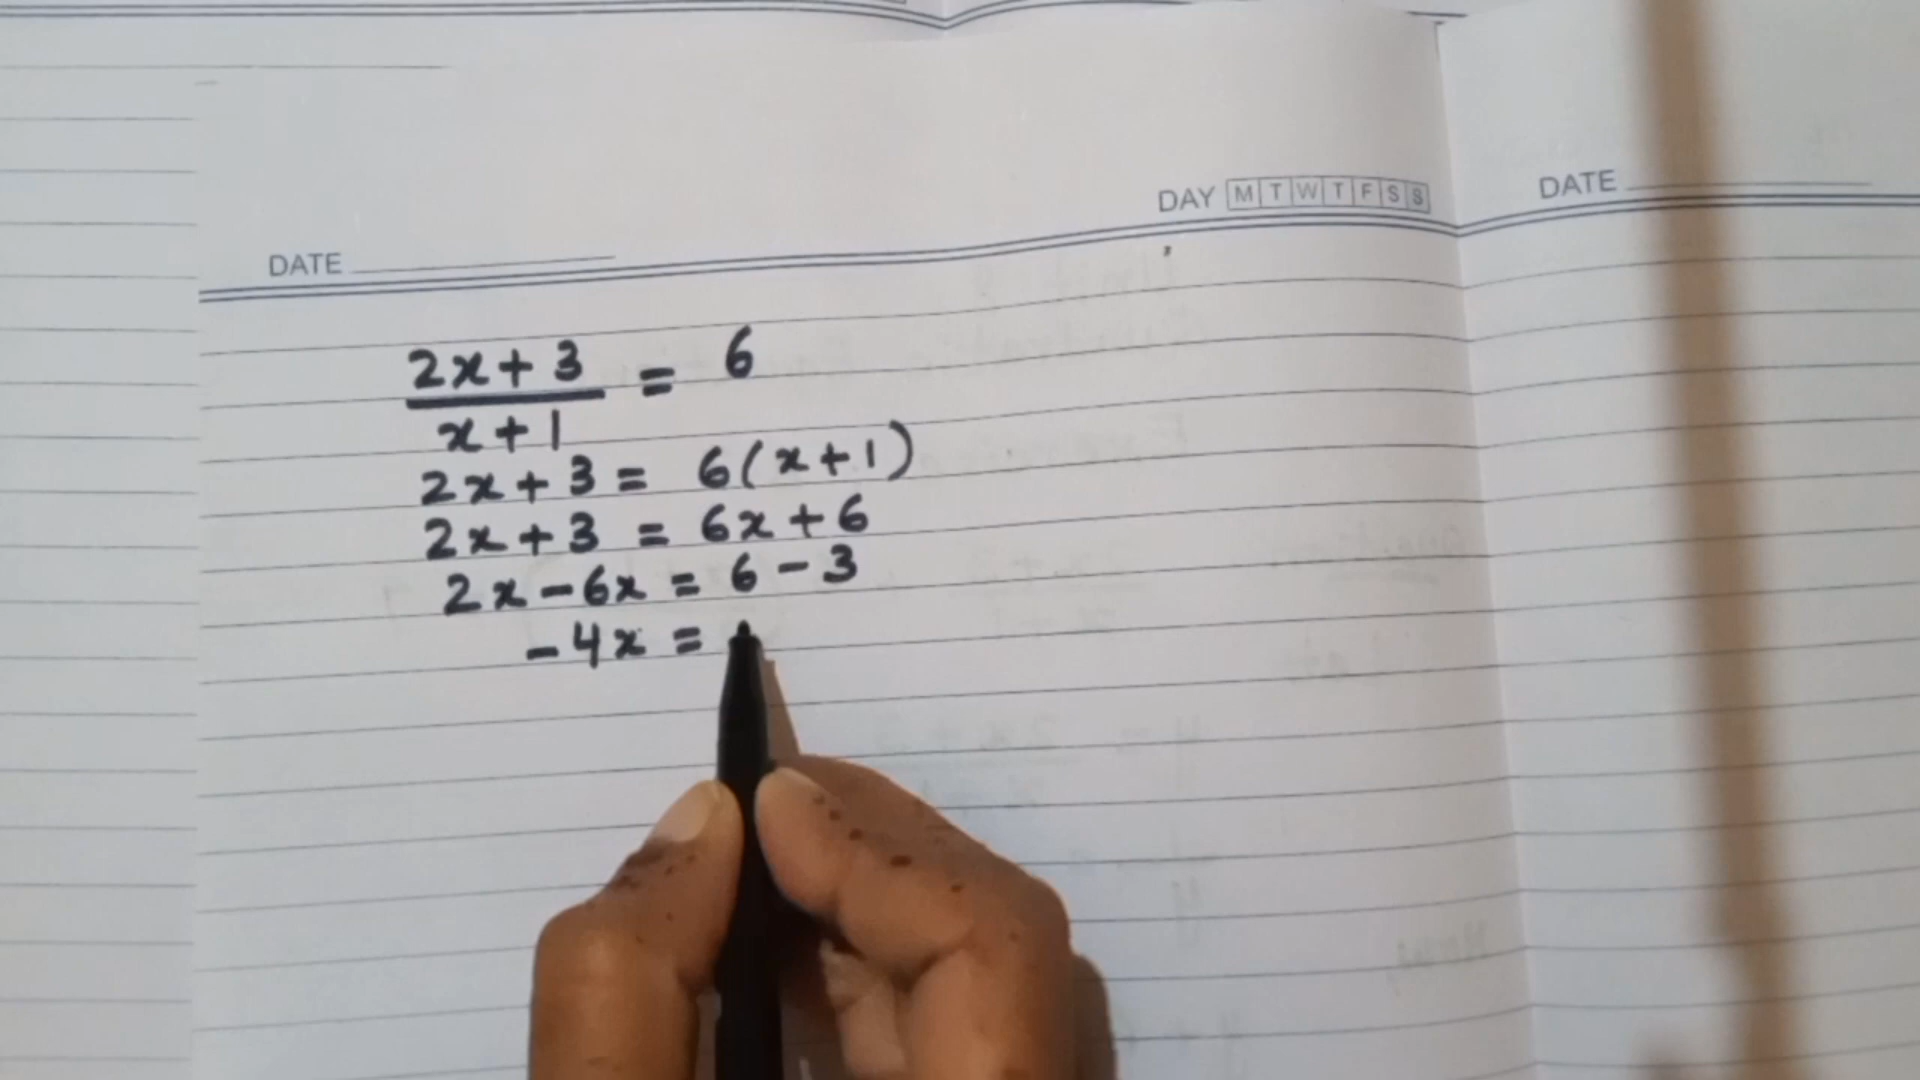 DAY M T W T F S S
DATE
DATE
2x + 3 / x + 1 = 6
2x + 3 = 6(x + 1)
2x + 3 = 6x + 6
2x - 6x = 6 - 3
- 4x =